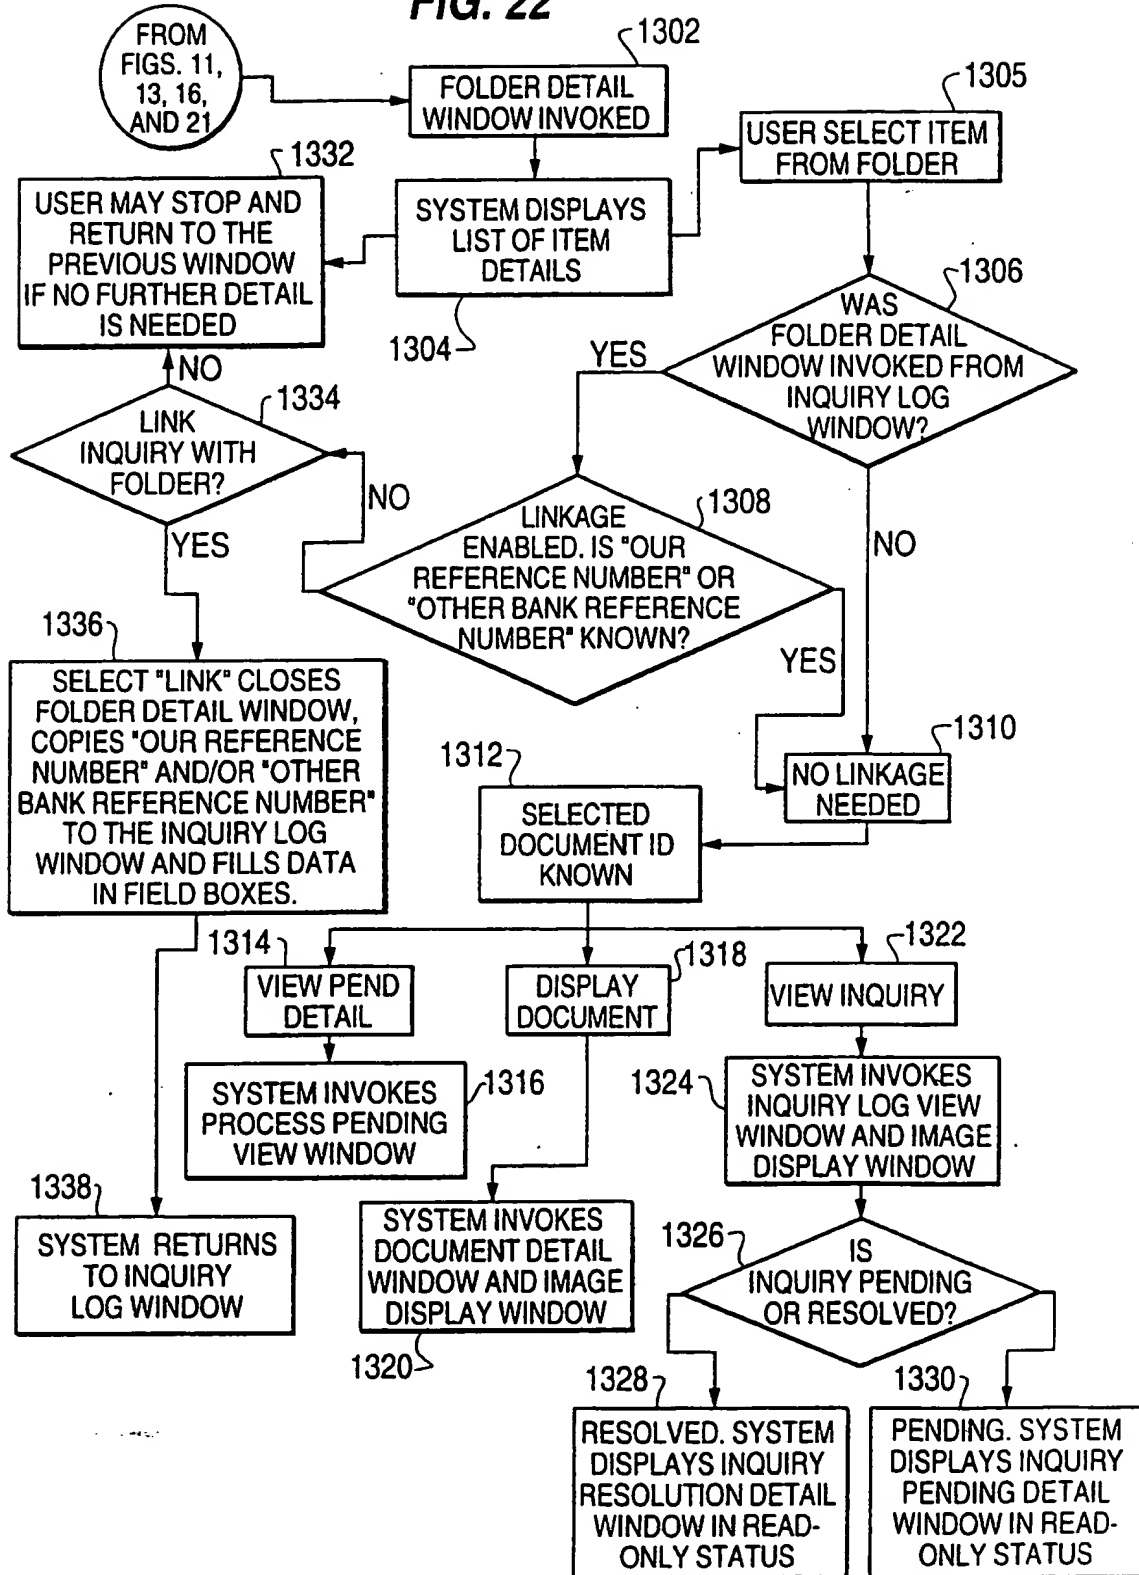 FIG. 22
FROM
FIGS. 11,
13, 16,
AND 21
1302
FOLDER DETAIL
WINDOW INVOKED
1305
USER SELECT ITEM
FROM FOLDER
1332
USER MAY STOP AND
RETURN TO THE
PREVIOUS WINDOW
IF NO FURTHER DETAIL
IS NEEDED
SYSTEM DISPLAYS
LIST OF ITEM
DETAILS
1304
1306
WAS
FOLDER DETAIL
WINDOW INVOKED FROM
INQUIRY LOG
WINDOW?
YES
NO
NO
1334
LINK
INQUIRY WITH
FOLDER?
NO
YES
1308
LINKAGE
ENABLED. IS "OUR
REFERENCE NUMBER" OR
"OTHER BANK REFERENCE
NUMBER" KNOWN?
YES
1336
SELECT "LINK" CLOSES
FOLDER DETAIL WINDOW,
COPIES "OUR REFERENCE
NUMBER" AND/OR "OTHER
BANK REFERENCE NUMBER"
TO THE INQUIRY LOG
WINDOW AND FILLS DATA
IN FIELD BOXES.
1310
NO LINKAGE
NEEDED
1312
SELECTED
DOCUMENT ID
KNOWN
1314
VIEW PEND
DETAIL
1318
DISPLAY
DOCUMENT
1322
VIEW INQUIRY
1316
SYSTEM INVOKES
PROCESS PENDING
VIEW WINDOW
1324
SYSTEM INVOKES
INQUIRY LOG VIEW
WINDOW AND IMAGE
DISPLAY WINDOW
1338
SYSTEM RETURNS
TO INQUIRY
LOG WINDOW
SYSTEM INVOKES
DOCUMENT DETAIL
WINDOW AND IMAGE
DISPLAY WINDOW
1320
1326
IS
INQUIRY PENDING
OR RESOLVED?
1328
RESOLVED. SYSTEM
DISPLAYS INQUIRY
RESOLUTION DETAIL
WINDOW IN READ-
ONLY STATUS
1330
PENDING. SYSTEM
DISPLAYS INQUIRY
PENDING DETAIL
WINDOW IN READ-
ONLY STATUS